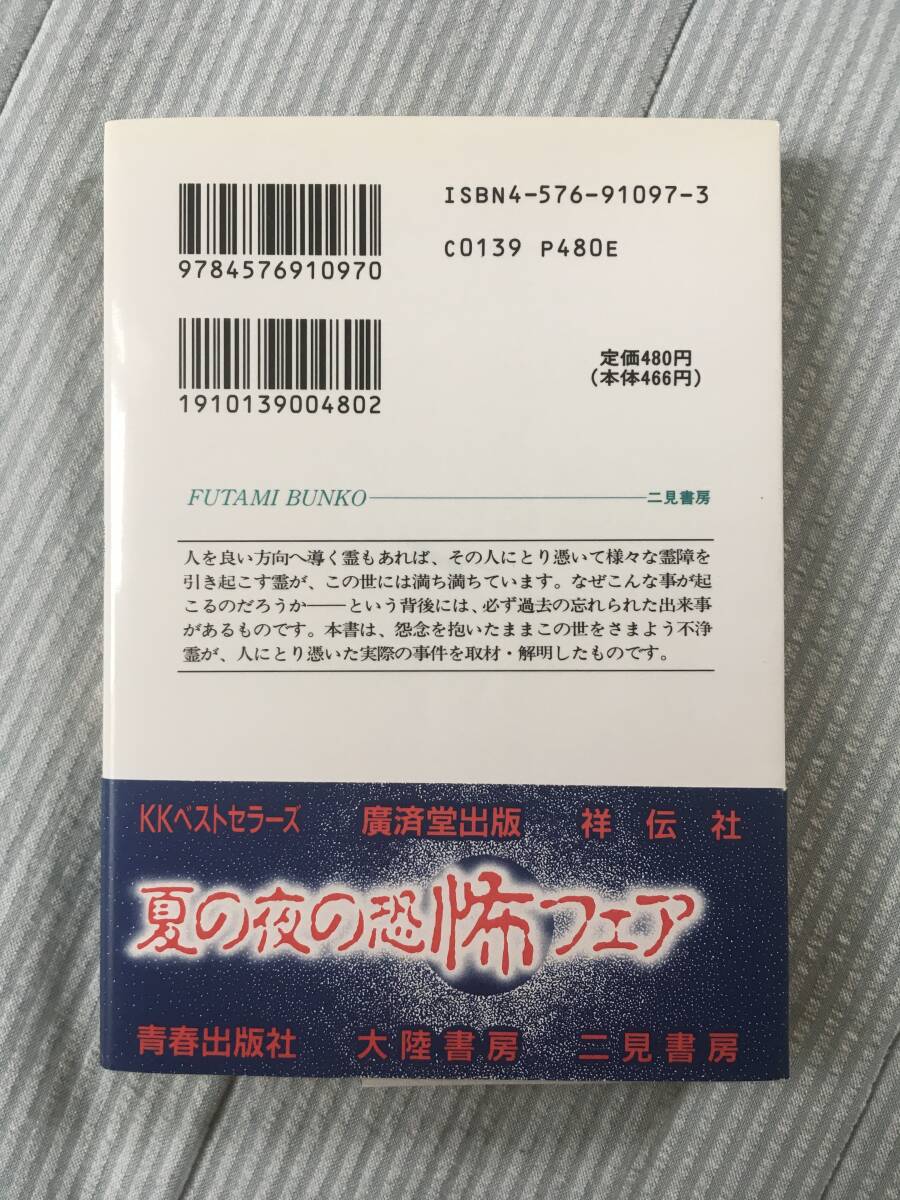 ISBN4-576-91097-3
9784576910970
C0139 P480E
1910139004802
定価480円
(本体466円)
FUTAMI BUNKO 二見書房
人を良い方向へ導く霊もあれば、その人にとり憑いて様々な霊障を
引き起こす霊が、この世には満ち満ちています。なぜこんな事が起
こるのだろうか——という背後には、必ず過去の忘れられた出来事
があるものです。本書は、怨念を抱いたままこの世をさまよう不浄
霊が、人にとり憑いた実際の事件を取材・解明したものです。
KKベストセラーズ 廣済堂出版 祥伝社
夏の夜の恐怖フェア
青春出版社 大陸書房 二見書房